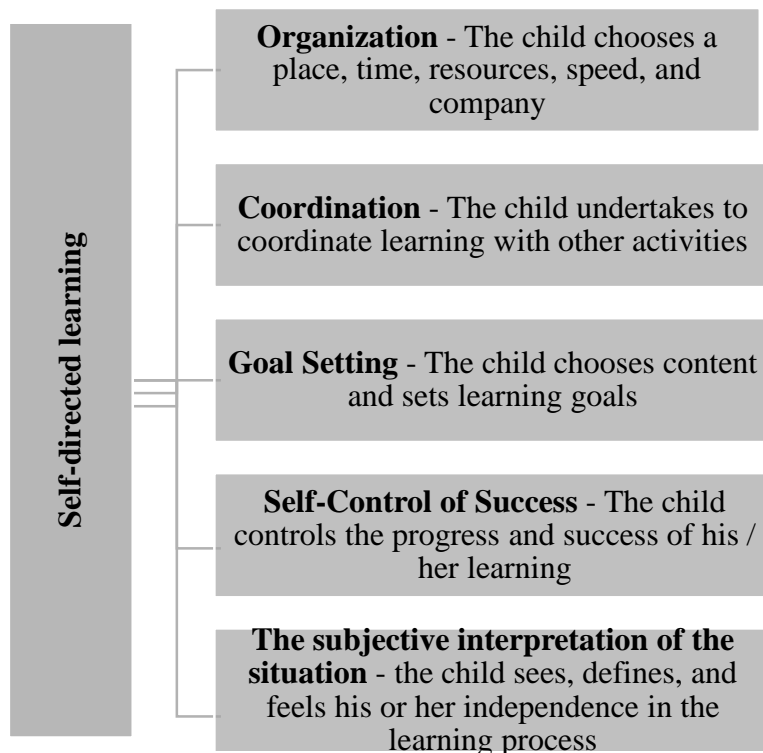 Self-directed learning
Organization - The child chooses a
place, time, resources, speed, and
company
Coordination - The child undertakes to
coordinate learning with other activities
Goal Setting - The child chooses content
and sets learning goals
Self-Control of Success - The child
controls the progress and success of his /
her learning
The subjective interpretation of the
situation - the child sees, defines, and
feels his or her independence in the
learning process